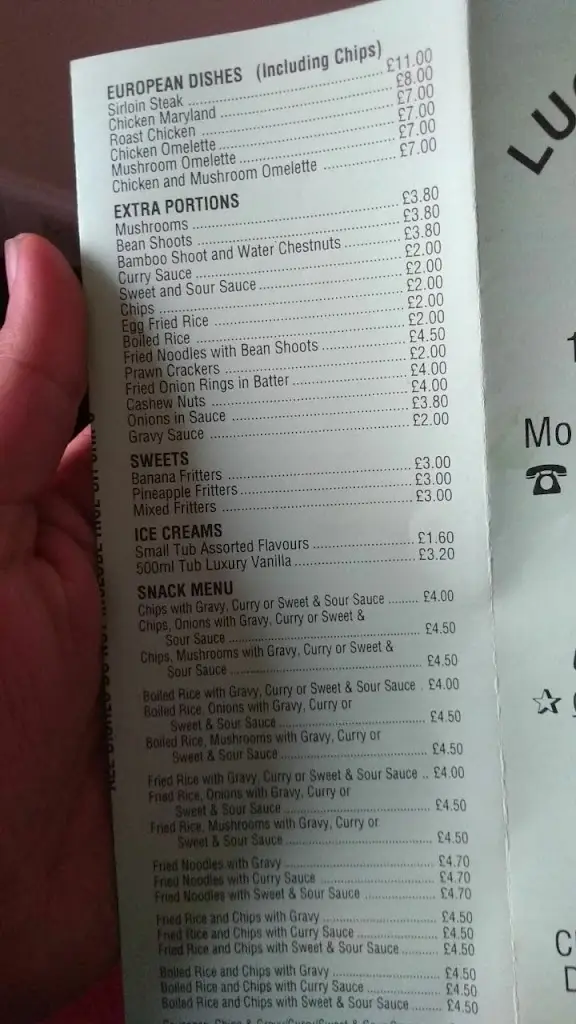 EUROPEAN DISHES (Including Chips)
Sirloin Steak £11.00
Chicken Maryland £8.00
Roast Chicken £7.00
Chicken Omelette £7.00
Mushroom Omelette £7.00
Chicken and Mushroom Omelette £7.00
EXTRA PORTIONS
Mushrooms £3.80
Bean Shoots £3.80
Bamboo Shoot and Water Chestnuts £3.80
Curry Sauce £2.00
Sweet and Sour Sauce £2.00
Chips £2.00
Egg Fried Rice £2.00
Boiled Rice £2.00
Fried Noodles with Bean Shoots £4.50
Prawn Crackers £2.00
Fried Onion Rings in Batter £4.00
Cashew Nuts £4.00
Onions in Sauce £3.80
Gravy Sauce £2.00
SWEETS
Banana Fritters £3.00
Pineapple Fritters £3.00
Mixed Fritters £3.00
ICE CREAMS
Small Tub Assorted Flavours £1.60
500ml Tub Luxury Vanilla £3.20
SNACK MENU
Chips with Gravy, Curry or Sweet & Sour Sauce £4.00
Chips, Onions with Gravy, Curry or Sweet &
Sour Sauce £4.50
Chips, Mushrooms with Gravy, Curry or Sweet &
Sour Sauce £4.50
Boiled Rice with Gravy, Curry or Sweet & Sour Sauce £4.00
Boiled Rice, Onions with Gravy, Curry or
Sweet & Sour Sauce £4.50
Boiled Rice, Mushrooms with Gravy, Curry or
Sweet & Sour Sauce £4.50
Fried Rice with Gravy, Curry or Sweet & Sour Sauce £4.00
Fried Rice, Onions with Gravy, Curry or
Sweet & Sour Sauce £4.50
Fried Rice, Mushrooms with Gravy, Curry or
Sweet & Sour Sauce £4.50
Fried Noodles with Gravy £4.70
Fried Noodles with Curry Sauce £4.70
Fried Noodles with Sweet & Sour Sauce £4.70
Fried Rice and Chips with Gravy £4.50
Fried Rice and Chips with Curry Sauce £4.50
Fried Rice and Chips with Sweet & Sour Sauce £4.50
Boiled Rice and Chips with Gravy £4.50
Boiled Rice and Chips with Curry Sauce £4.50
Boiled Rice and Chips with Sweet & Sour Sauce £4.50
LU
Mo